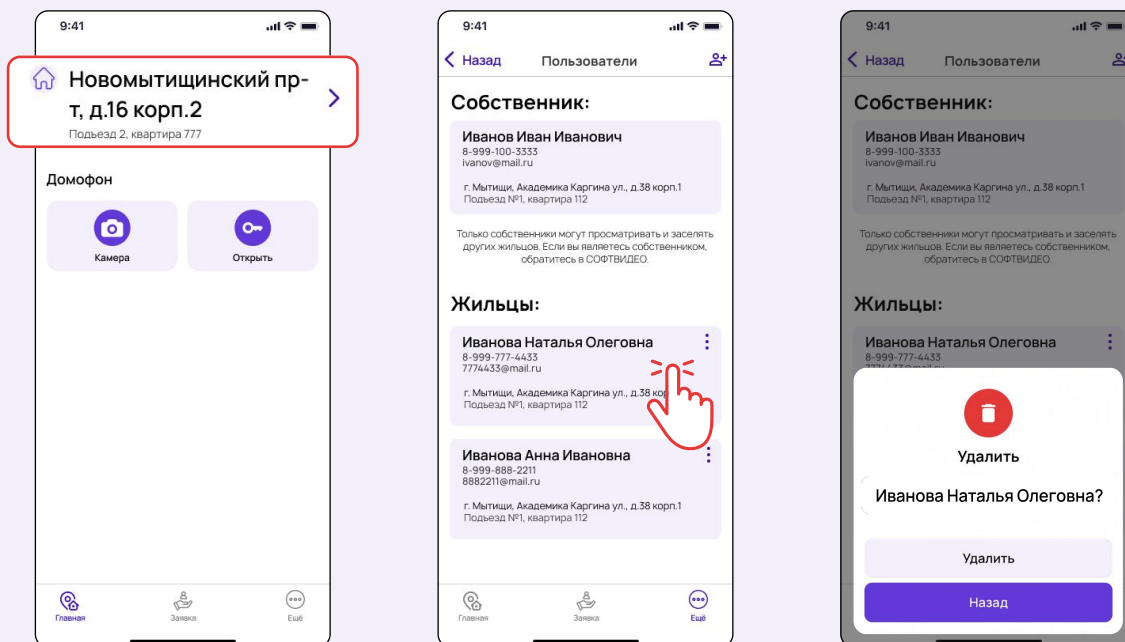 9:41
Новомытищинский пр-
т, д.16 корп.2
Подъезд 2, квартира 777
Домофон
Камера
Открыть
Главная
Заявка
Ещё
9:41
Назад
Пользователи
Собственник:
Иванов Иван Иванович
8-999-100-3333
ivanov@mail.ru
г. Мытищи, Академика Каргина ул., д.38 корп.1
Подъезд №1, квартира 112
Только собственники могут просматривать и заселять
других жильцов. Если вы являетесь собственником,
обратитесь в СОФТВИДЕО.
Жильцы:
Иванова Наталья Олеговна
8-999-777-4433
7774433@mail.ru
г. Мытищи, Академика Каргина ул., д.38 кор
Подъезд №1, квартира 112
Иванова Анна Ивановна
8-999-888-2211
8882211@mail.ru
г. Мытищи, Академика Каргина ул., д.38 корп.1
Подъезд №1, квартира 112
Главная
Заявка
Ещё
9:41
Назад
Пользователи
Собственник:
Иванов Иван Иванович
8-999-100-3333
ivanov@mail.ru
г. Мытищи, Академика Каргина ул., д.38 корп.1
Подъезд №1, квартира 112
Только собственники могут просматривать и заселять
других жильцов. Если вы являетесь собственником,
обратитесь в СОФТВИДЕО.
Жильцы:
Иванова Наталья Олеговна
8-999-777-4433
Удалить
Иванова Наталья Олеговна?
Удалить
Назад